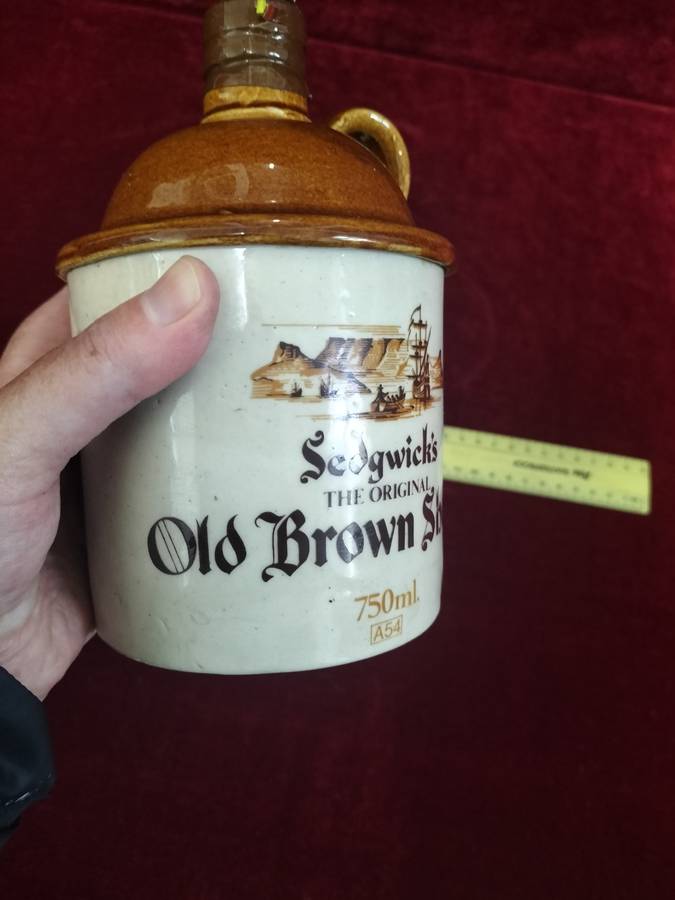 Sedgwick's
THE ORIGINAL
Old Brown
750ml.
A54